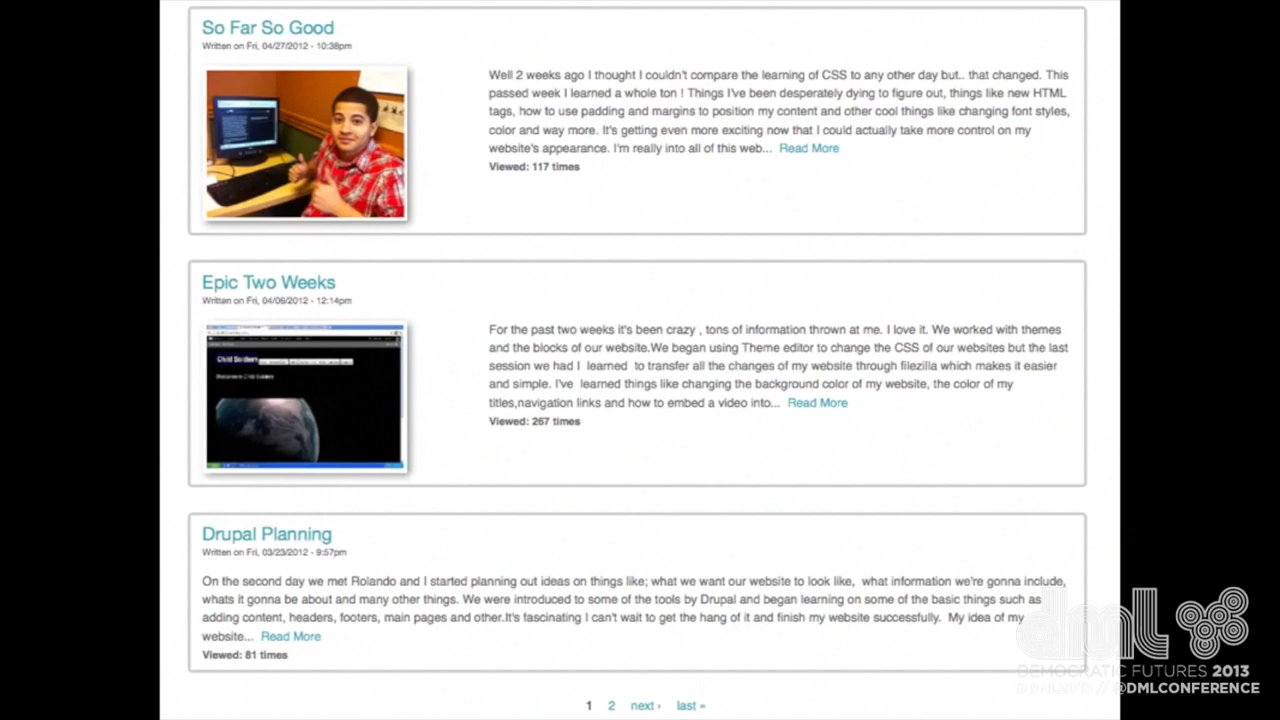 So Far So Good
Written on Fri, 04/27/2012 - 10:38pm
Well 2 weeks ago I thought I couldn't compare the learning of CSS to any other day but.. that changed. This
passed week I learned a whole ton ! Things I've been desperately dying to figure out, things like new HTML
tags, how to use padding and margins to position my content and other cool things like changing font styles,
color and way more. It's getting even more exciting now that I could actually take more control on my
website's appearance. I'm really into all of this web... Read More
Viewed: 117 times
Epic Two Weeks
Written on Fri, 04/06/2012 - 12:14pm
For the past two weeks it's been crazy , tons of information thrown at me. I love it. We worked with themes
and the blocks of our website.We began using Theme editor to change the CSS of our websites but the last
session we had I learned to transfer all the changes of my website through filezilla which makes it easier
and simple. I've learned things like changing the background color of my website, the color of my
titles,navigation links and how to embed a video into... Read More
Viewed: 267 times
Drupal Planning
Written on Fri, 03/23/2012 - 9:57pm
On the second day we met Rolando and I started planning out ideas on things like; what we want our website to look like, what information we're gonna include,
whats it gonna be about and many other things. We were introduced to some of the tools by Drupal and began learning on some of the basic things such as
adding content, headers, footers, main pages and other.It's fascinating I can't wait to get the hang of it and finish my website successfully. My idea of my
website... Read More
Viewed: 81 times
1 2 next › last »
dml
DEMOCRATIC FUTURES 2013
@DML2013 // @DMLCONFERENCE